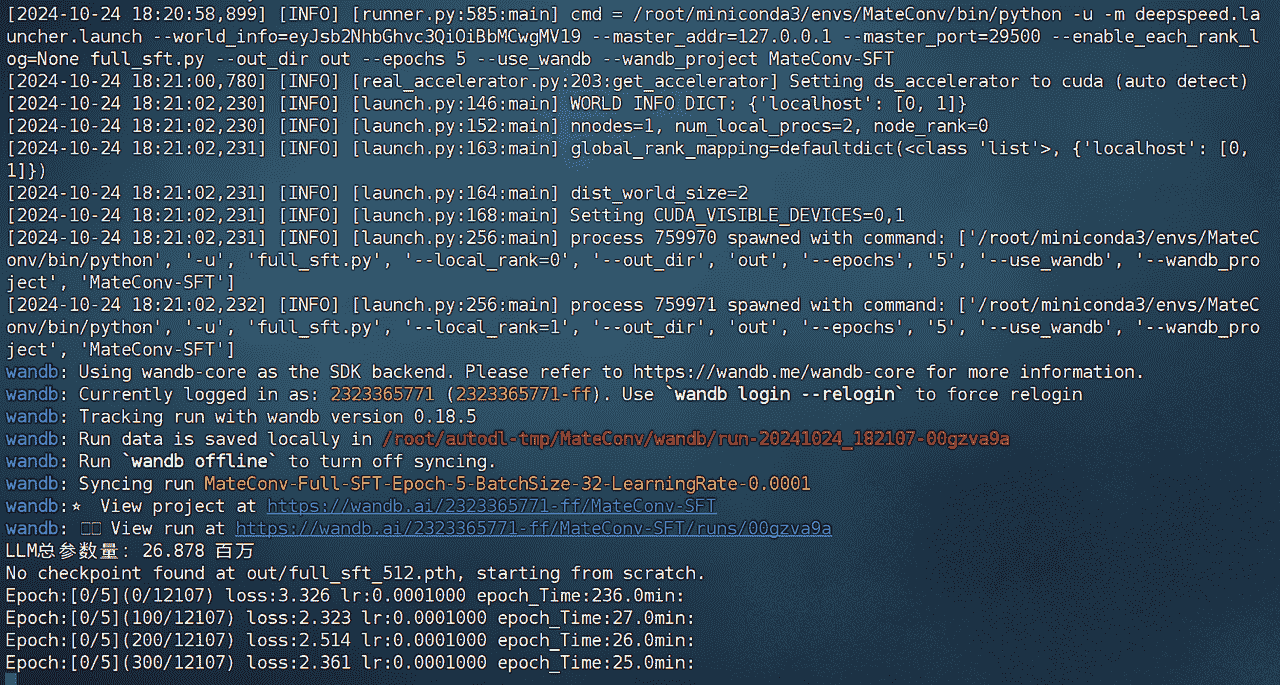 [2024-10-24 18:20:58,899] [INFO] [runner.py:585:main] cmd = /root/miniconda3/envs/MateConv/bin/python -u -m deepspeed.la
uncher.launch --world_info=eyJsb2NhbGhvc3QiOiBbMCwgMV19 --master_addr=127.0.0.1 --master_port=29500 --enable_each_rank_l
og=None full_sft.py --out_dir out --epochs 5 --use_wandb --wandb_project MateConv-SFT
[2024-10-24 18:21:00,780] [INFO] [real_accelerator.py:203:get_accelerator] Setting ds_accelerator to cuda (auto detect)
[2024-10-24 18:21:02,230] [INFO] [launch.py:146:main] WORLD INFO DICT: {'localhost': [0, 1]}
[2024-10-24 18:21:02,230] [INFO] [launch.py:152:main] nnodes=1, num_local_procs=2, node_rank=0
[2024-10-24 18:21:02,231] [INFO] [launch.py:163:main] global_rank_mapping=defaultdict(<class 'list'>, {'localhost': [0,
1]})
[2024-10-24 18:21:02,231] [INFO] [launch.py:164:main] dist_world_size=2
[2024-10-24 18:21:02,231] [INFO] [launch.py:168:main] Setting CUDA_VISIBLE_DEVICES=0,1
[2024-10-24 18:21:02,231] [INFO] [launch.py:256:main] process 759970 spawned with command: ['/root/miniconda3/envs/MateC
onv/bin/python', '-u', 'full_sft.py', '--local_rank=0', '--out_dir', 'out', '--epochs', '5', '--use_wandb', '--wandb_pro
ject', 'MateConv-SFT']
[2024-10-24 18:21:02,232] [INFO] [launch.py:256:main] process 759971 spawned with command: ['/root/miniconda3/envs/MateC
onv/bin/python', '-u', 'full_sft.py', '--local_rank=1', '--out_dir', 'out', '--epochs', '5', '--use_wandb', '--wandb_pro
ject', 'MateConv-SFT']
wandb: Using wandb-core as the SDK backend. Please refer to https://wandb.me/wandb-core for more information.
wandb: Currently logged in as: 2323365771 (2323365771-ff). Use `wandb login --relogin` to force relogin
wandb: Tracking run with wandb version 0.18.5
wandb: Run data is saved locally in /root/autodl-tmp/MateConv/wandb/run-20241024_182107-00gzva9a
wandb: Run `wandb offline` to turn off syncing.
wandb: Syncing run MateConv-Full-SFT-Epoch-5-BatchSize-32-LearningRate-0.0001
wandb:⭐ View project at https://wandb.ai/2323365771-ff/MateConv-SFT
wandb: View run at https://wandb.ai/2323365771-ff/MateConv-SFT/runs/00gzva9a
LLM总参数量: 26.878 百万
No checkpoint found at out/full_sft_512.pth, starting from scratch.
Epoch:[0/5](0/12107) loss:3.326 lr:0.0001000 epoch_Time:236.0min:
Epoch:[0/5](100/12107) loss:2.323 lr:0.0001000 epoch_Time:27.0min:
Epoch:[0/5](200/12107) loss:2.514 lr:0.0001000 epoch_Time:26.0min:
Epoch:[0/5](300/12107) loss:2.361 lr:0.0001000 epoch_Time:25.0min: